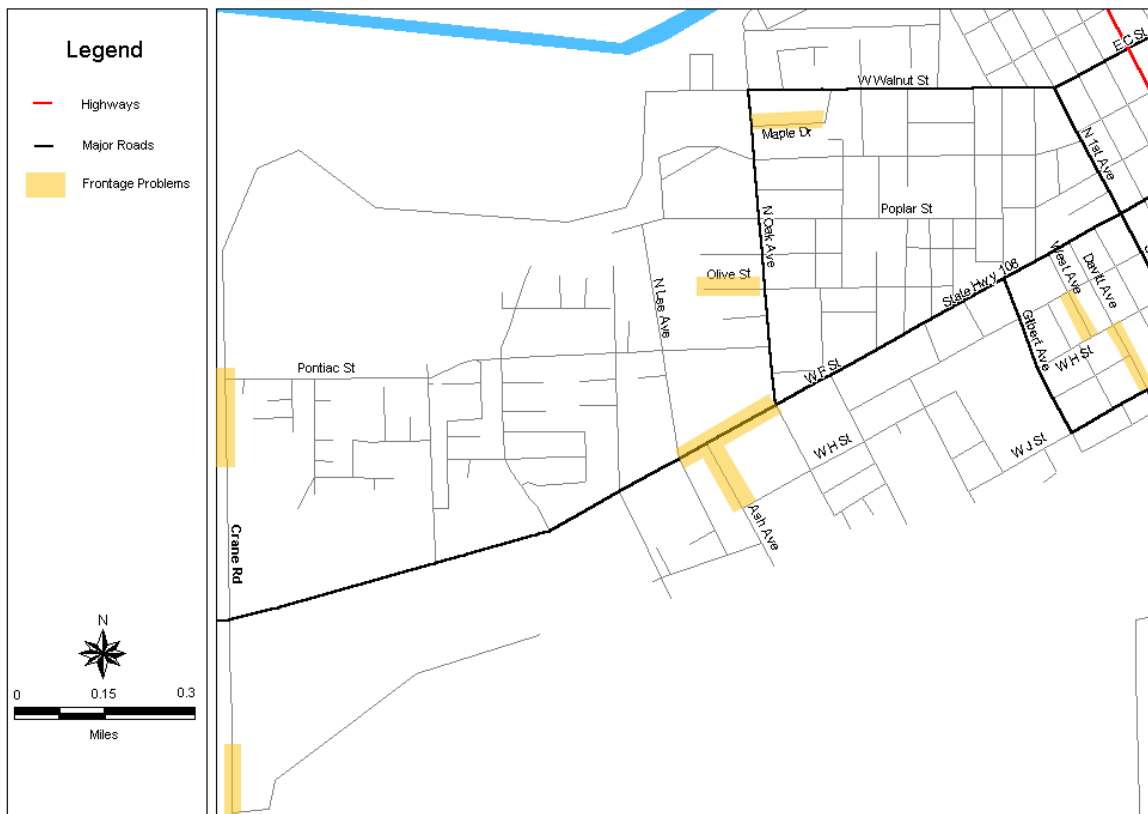 Legend
Highways
Major Roads
Frontage Problems
N
0 0.15 0.3
Miles
E C St
W Walnut St
Maple Dr
N 1st Ave
Poplar St
N Oak Ave
West Ave
Davitt Ave
State Hwy 108
Olive St
N Lee Ave
Gilbert Ave
W H St
Pontiac St
W F St
W H St
W J St
Ash Ave
Crane Rd